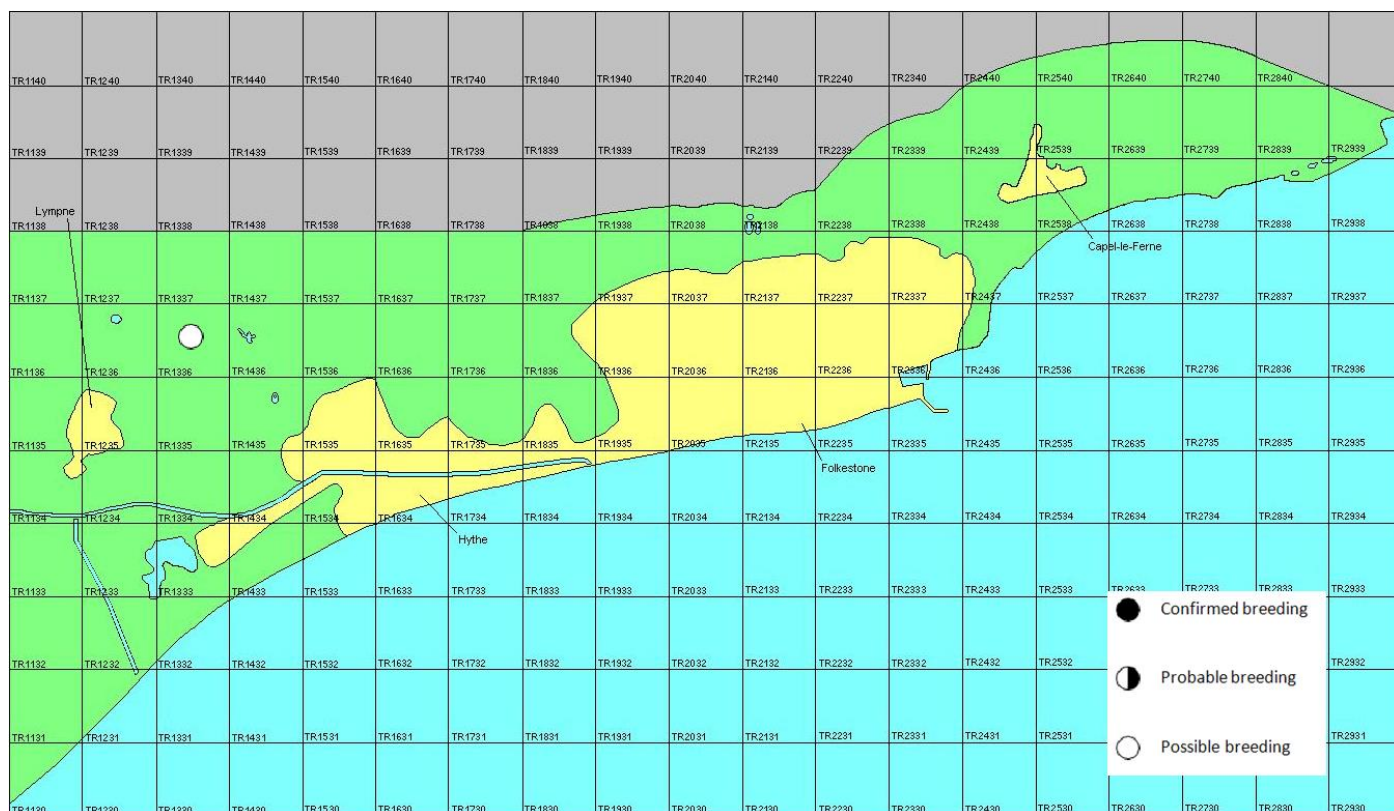 TR1140 TR1240 TR1340 TR1440 TR1540 TR1640 TR1740 TR1840 TR1940 TR2040 TR2140 TR2240 TR2340 TR2440 TR2540 TR2640 TR2740 TR2840
TR1139 TR1239 TR1339 TR1439 TR1539 TR1639 TR1739 TR1839 TR1939 TR2039 TR2139 TR2239 TR2339 TR2439 TR2539 TR2639 TR2739 TR2839 TR2939
Lympne
TR1138 TR1238 TR1338 TR1438 TR1538 TR1638 TR1738 TR1938 TR2038 TR2138 TR2238 TR2338 TR2438 TR2538 TR2638 TR2738 TR2838 TR2938
Capel-le-Ferne
TR1137 TR1237 TR1337 TR1437 TR1537 TR1637 TR1737 TR1837 TR1937 TR2037 TR2137 TR2237 TR2337 TR2437 TR2537 TR2637 TR2737 TR2837 TR2937
TR1136 TR1236 TR1336 TR1436 TR1536 TR1636 TR1736 TR1836 TR1936 TR2036 TR2136 TR2236 TR2336 TR2436 TR2536 TR2636 TR2736 TR2836 TR2936
TR1135 TR1235 TR1335 TR1435 TR1535 TR1635 TR1735 TR1835 TR1935 TR2035 TR2135 TR2235 TR2335 TR2435 TR2535 TR2635 TR2735 TR2835 TR2935
Folkestone
TR1134 TR1234 TR1334 TR1434 TR1534 TR1634 TR1734 TR1834 TR1934 TR2034 TR2134 TR2234 TR2334 TR2434 TR2534 TR2634 TR2734 TR2834 TR2934
Hythe
TR1133 TR1233 TR1333 TR1433 TR1533 TR1633 TR1733 TR1833 TR1933 TR2033 TR2133 TR2233 TR2333 TR2433 TR2533 TR2633 TR2733 TR2833 TR2933
Confirmed breeding
TR1132 TR1232 TR1332 TR1432 TR1532 TR1632 TR1732 TR1832 TR1932 TR2032 TR2132 TR2232 TR2332 TR2432 TR2532 TR2932
Probable breeding
TR1131 TR1231 TR1331 TR1431 TR1531 TR1631 TR1731 TR1831 TR1931 TR2031 TR2131 TR2231 TR2331 TR2431 TR2531 TR2931
Possible breeding
TR1130 TR1230 TR1330 TR1430 TR1530 TR1630 TR1730 TR1830 TR1930 TR2030 TR2130 TR2230 TR2330 TR2430 TR2530 TR2630 TR2730 TR2830 TR2930